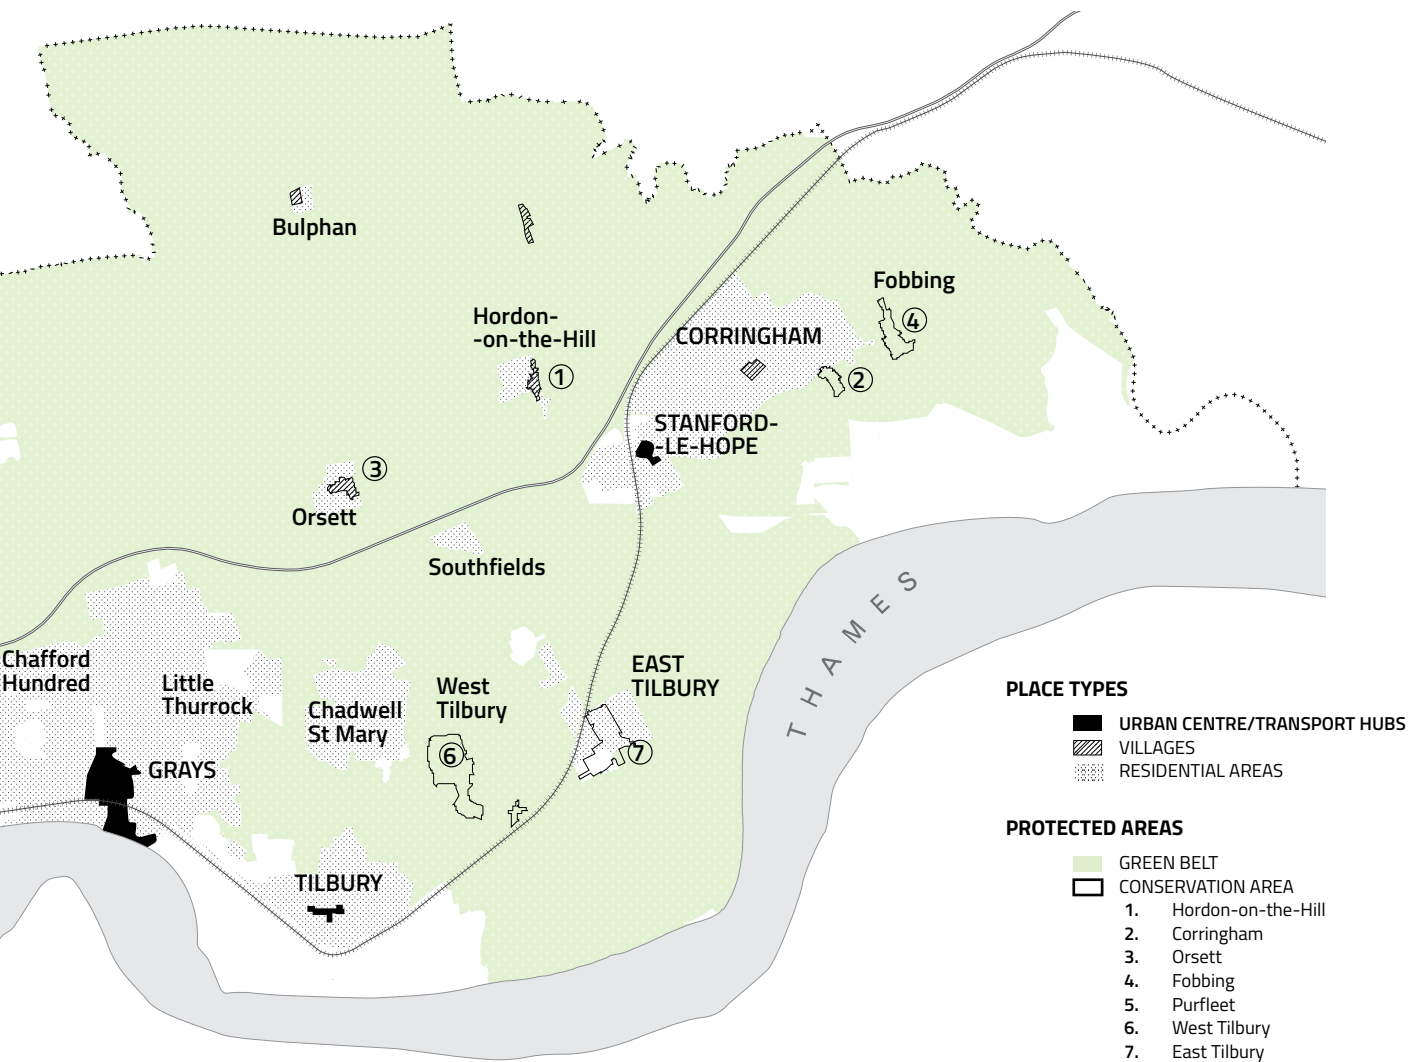 Bulphan
Fobbing
④
Hordon-
-on-the-Hill
①
CORRINGHAM
②
STANFORD-
-LE-HOPE
③
Orsett
Southfields
THAMES
Chafford
Hundred
Little
Thurrock
Chadwell
St Mary
West
Tilbury
⑥
EAST
TILBURY
⑦
GRAYS
TILBURY
PLACE TYPES
URBAN CENTRE/TRANSPORT HUBS
VILLAGES
RESIDENTIAL AREAS
PROTECTED AREAS
GREEN BELT
CONSERVATION AREA
1. Hordon-on-the-Hill
2. Corringham
3. Orsett
4. Fobbing
5. Purfleet
6. West Tilbury
7. East Tilbury